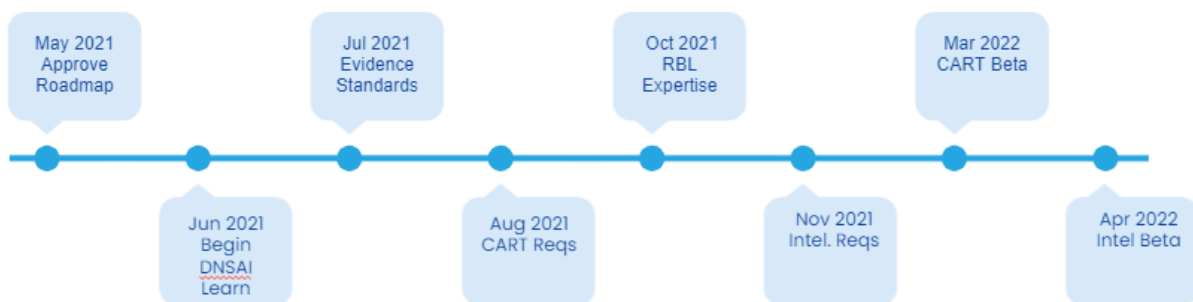 May 2021
Approve
Roadmap
Jun 2021
Begin
DNSAI
Learn
Jul 2021
Evidence
Standards
Aug 2021
CART Reqs
Oct 2021
RBL
Expertise
Nov 2021
Intel. Reqs
Mar 2022
CART Beta
Apr 2022
Intel Beta